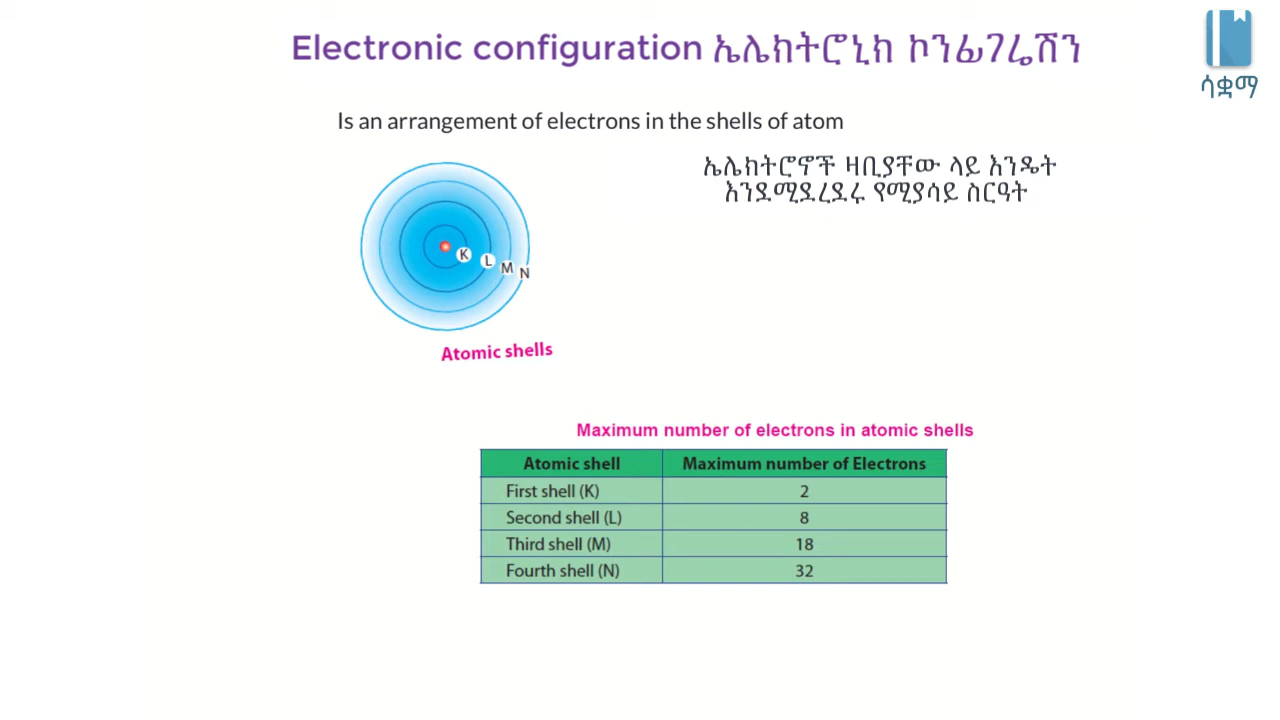 Electronic configuration ኤሌክትሮኒክ ኮንፊገሬሽን
ሳቋማ
Is an arrangement of electrons in the shells of atom
ኤሌክትሮኖች ዛቢያቸው ላይ እንዴት
እንደሚደረደሩ የሚያሳይ ስርዓት
K L M N
Atomic shells
Maximum number of electrons in atomic shells
Atomic shell Maximum number of Electrons
First shell (K) 2
Second shell (L) 8
Third shell (M) 18
Fourth shell (N) 32